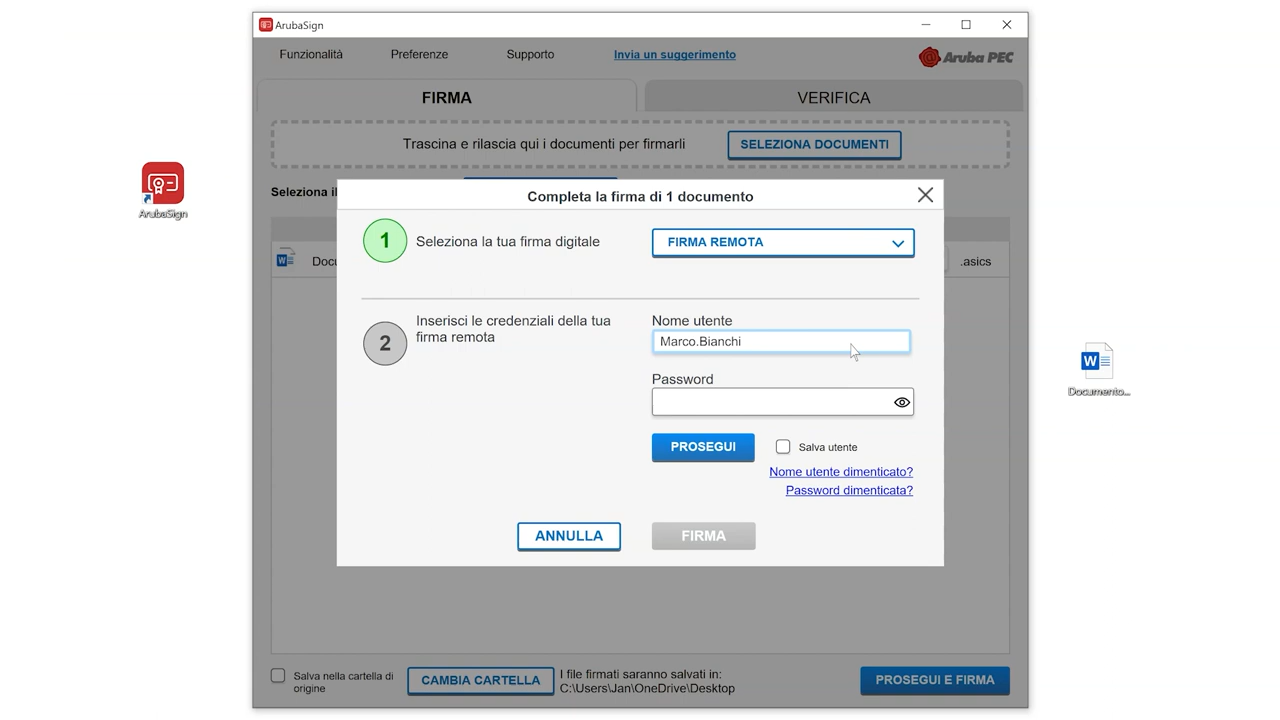 ArubaSign
Funzionalità Preferenze Supporto Invia un suggerimento Aruba PEC
FIRMA VERIFICA
Trascina e rilascia qui i documenti per firmarli SELEZIONA DOCUMENTI
ArubaSign
Seleziona il
Completa la firma di 1 documento
1 Seleziona la tua firma digitale FIRMA REMOTA
Docu .asics
2 Inserisci le credenziali della tua
firma remota
Nome utente
Marco.Bianchi
Password
PROSEGUI Salva utente
Nome utente dimenticato?
Password dimenticata?
ANNULLA FIRMA
Documento...
Salva nella cartella di
origine
CAMBIA CARTELLA
I file firmati saranno salvati in:
C:\Users\Jan\OneDrive\Desktop
PROSEGUI E FIRMA